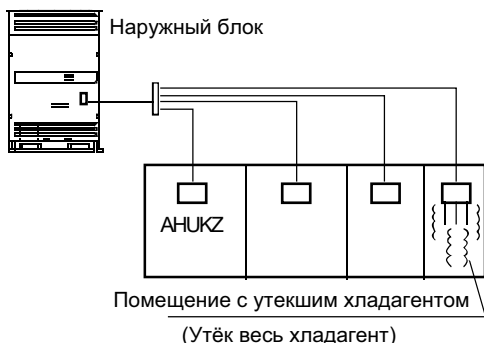 Наружный блок
AHUKZ
Помещение с утекшим хладагентом
(Утёк весь хладагент)